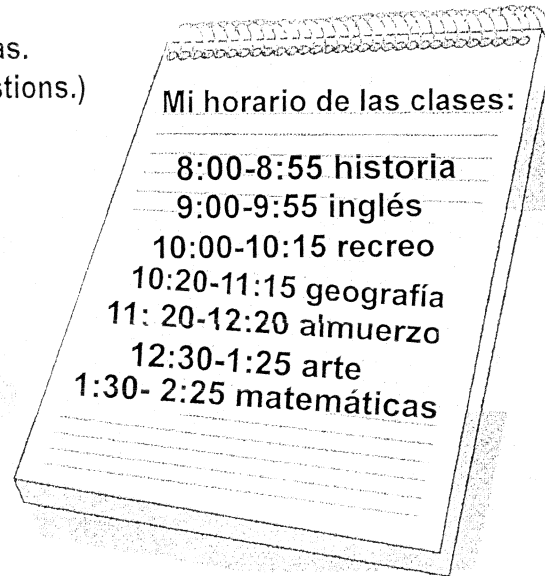 as.
stions.)
Mi horario de las clases:
8:00-8:55 historia
9:00-9:55 inglés
10:00-10:15 recreo
10:20-11:15 geografía
11: 20-12:20 almuerzo
12:30-1:25 arte
1:30- 2:25 matemáticas